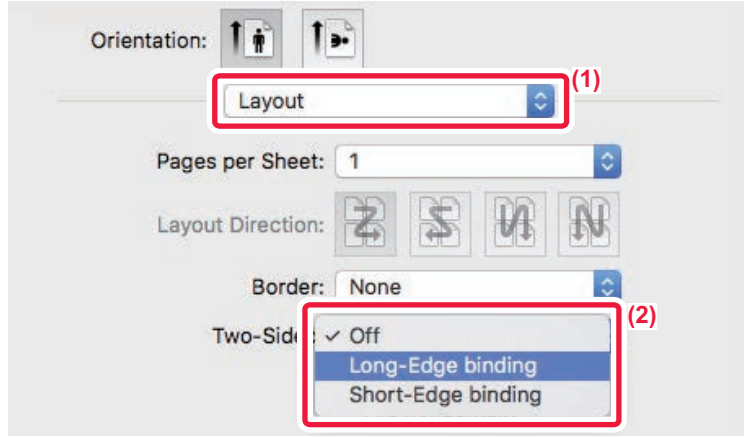 Orientation:
(1)
Layout
Pages per Sheet: 1
Layout Direction:
Border: None
(2)
Two-Side
✓ Off
Long-Edge binding
Short-Edge binding